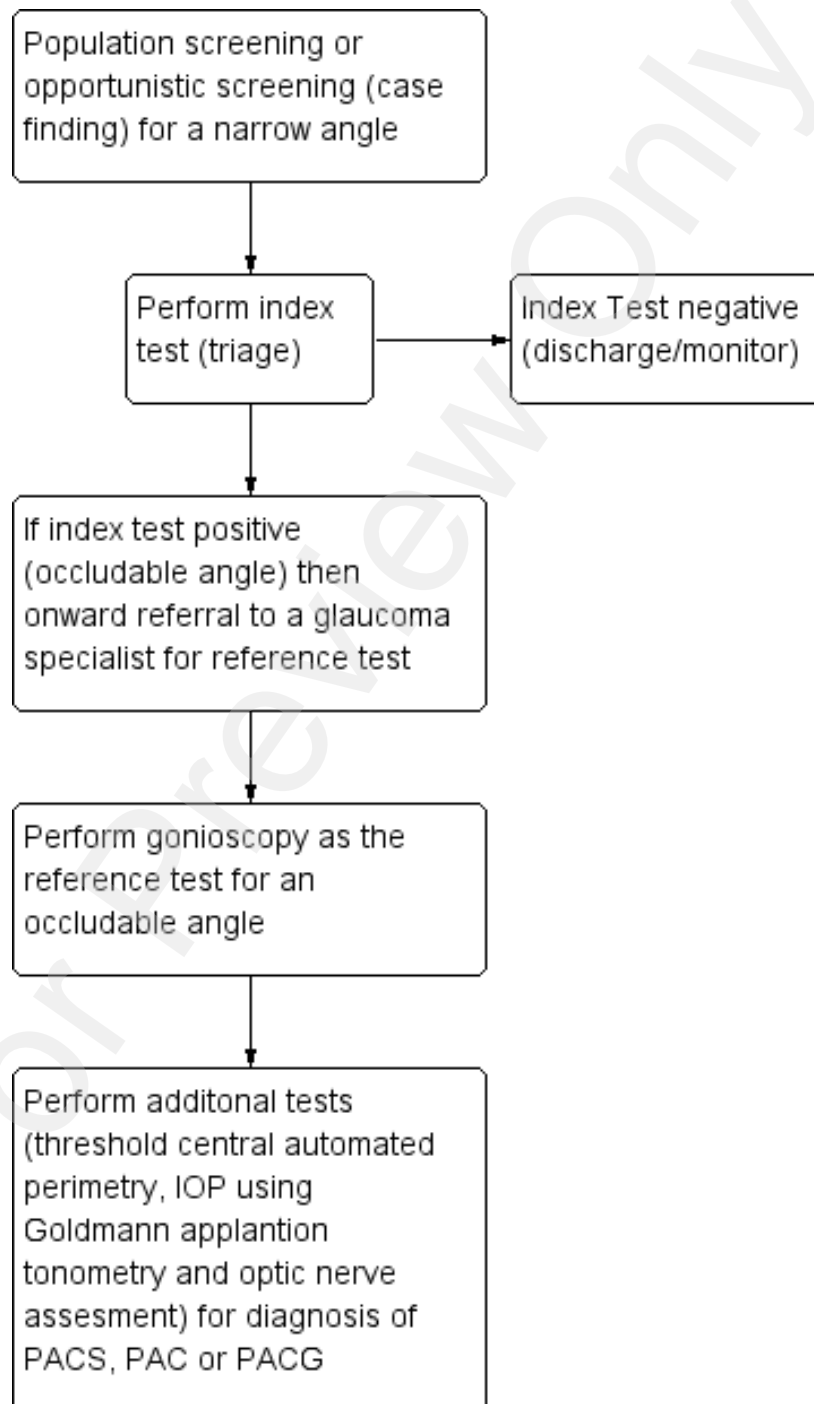 Population screening or
opportunistic screening (case
finding) for a narrow angle
Perform index
test (triage)
Index Test negative
(discharge/monitor)
If index test positive
(occludable angle) then
onward referral to a glaucoma
specialist for reference test
Perform gonioscopy as the
reference test for an
occludable angle
Perform additonal tests
(threshold central automated
perimetry, IOP using
Goldmann applantion
tonometry and optic nerve
assesment) for diagnosis of
PACS, PAC or PACG
or Preview Only